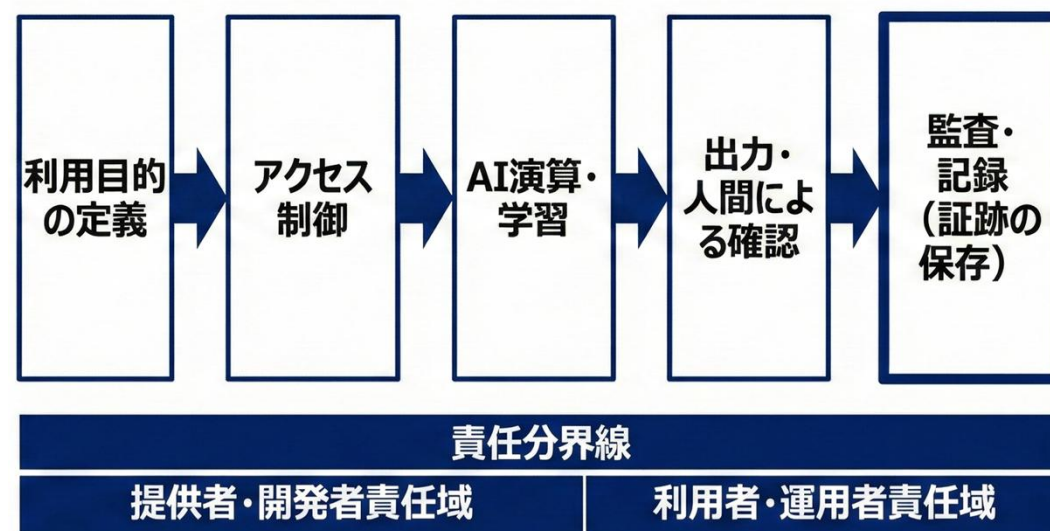 利用目的
の定義
アクセス
制御
AI演算・
学習
出力・
人間によ
る確認
監査・
記録
（証跡の
保存）
責任分界線
提供者・開発者責任域
利用者・運用者責任域